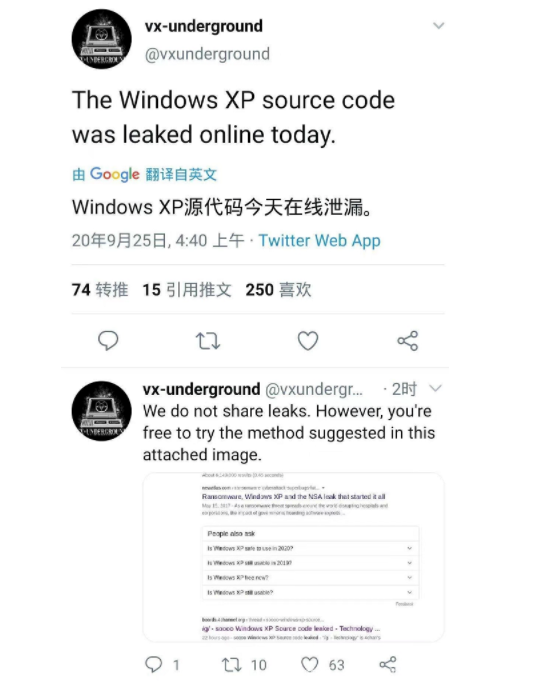 vx-underground
@vxunderground
The Windows XP source code
was leaked online today.
由 Google 翻译自英文
Windows XP源代码今天在线泄漏。
20年9月25日, 4:40 上午 · Twitter Web App
74 转推 15 引用推文 250 喜欢
vx-underground @vxundergr... · 2时
We do not share leaks. However, you're
free to try the method suggested in this
attached image.
Ransomware, Windows XP and the NSA leak that started it all
People also ask
Is Windows XP safe to use in 2020?
Is Windows XP still usable in 2019?
Is Windows XP free now?
Is Windows XP still usable?
Feedback
Windows XP Source code leaked - Technology ...
1 10 63